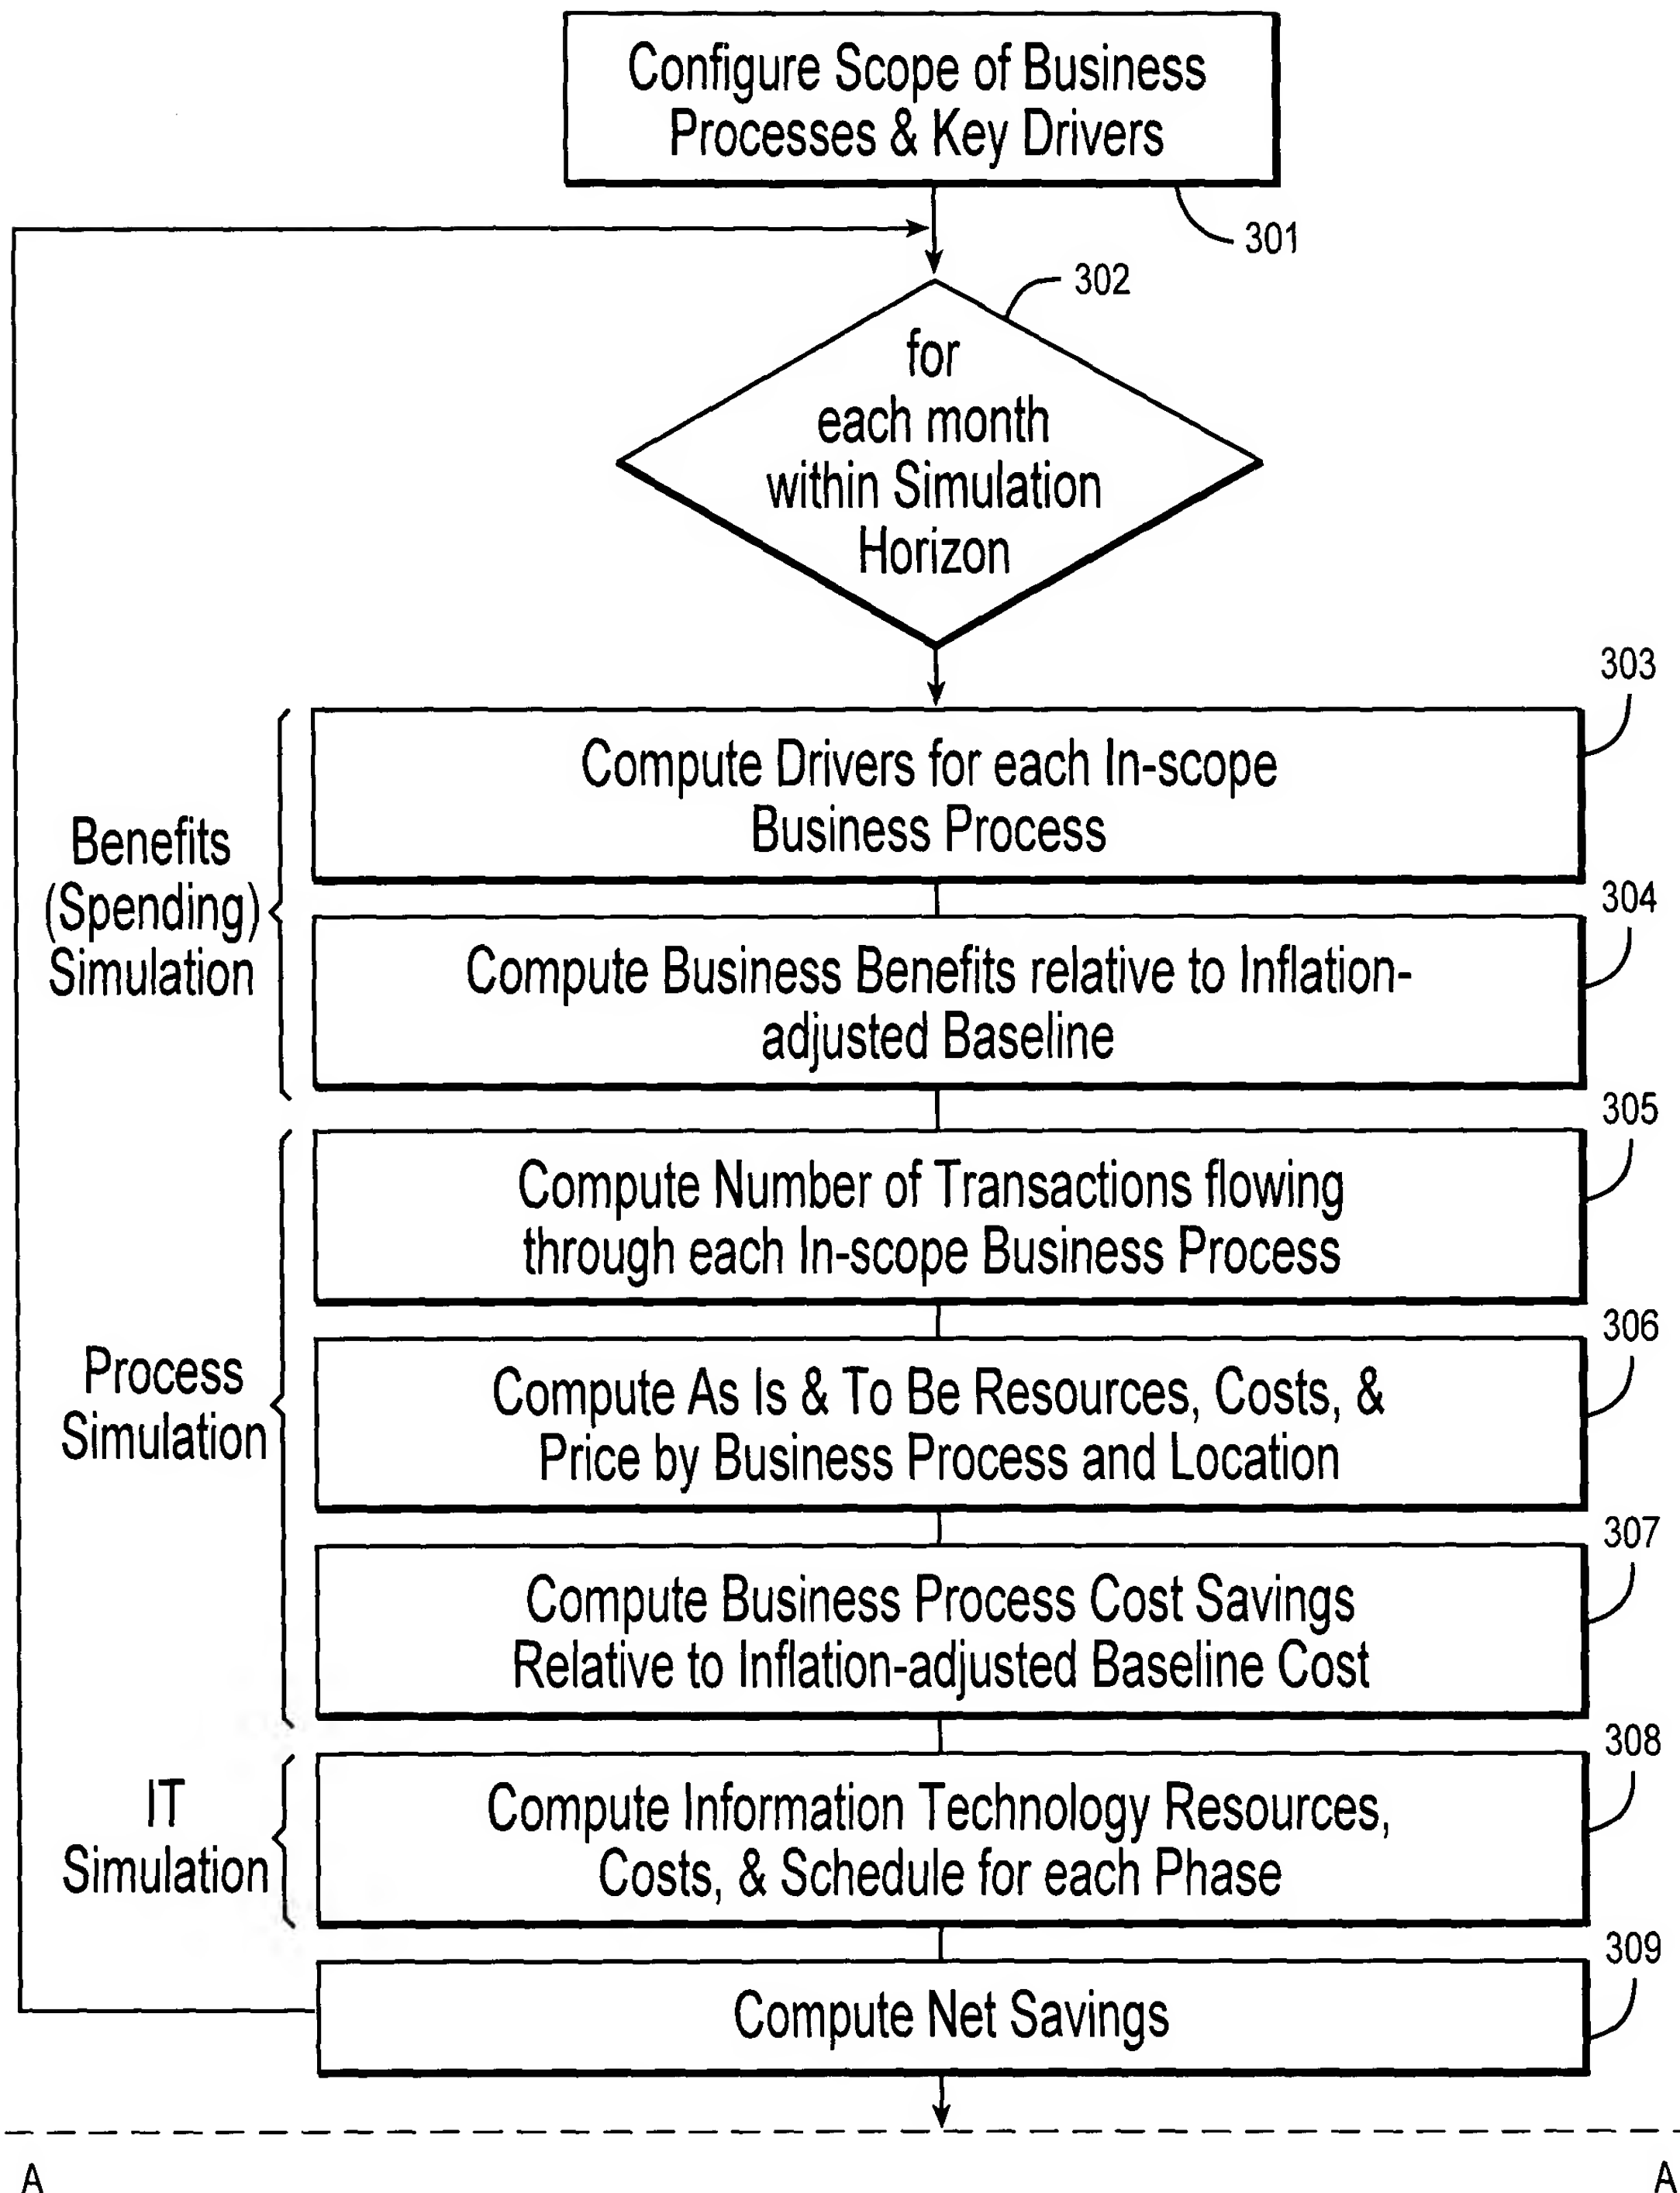 Configure Scope of Business
Processes & Key Drivers
301
302
for
each month
within Simulation
Horizon
303
Compute Drivers for each In-scope
Business Process
Benefits
(Spending)
Simulation
304
Compute Business Benefits relative to Inflation-
adjusted Baseline
305
Compute Number of Transactions flowing
through each In-scope Business Process
306
Process
Simulation
Compute As Is & To Be Resources, Costs, &
Price by Business Process and Location
307
Compute Business Process Cost Savings
Relative to Inflation-adjusted Baseline Cost
308
IT
Simulation
Compute Information Technology Resources,
Costs, & Schedule for each Phase
309
Compute Net Savings
A
A